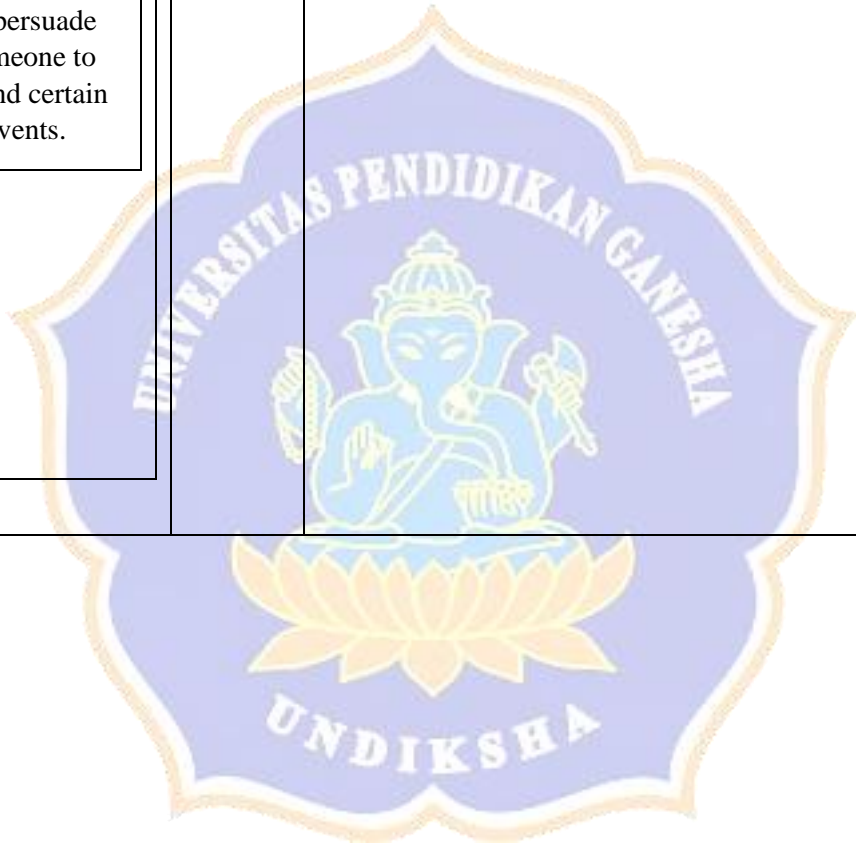 persuade
meone to
nd certain
vents.
UNIVERSITAS PENDIDIKAN GANESHA
UNDIKSHA